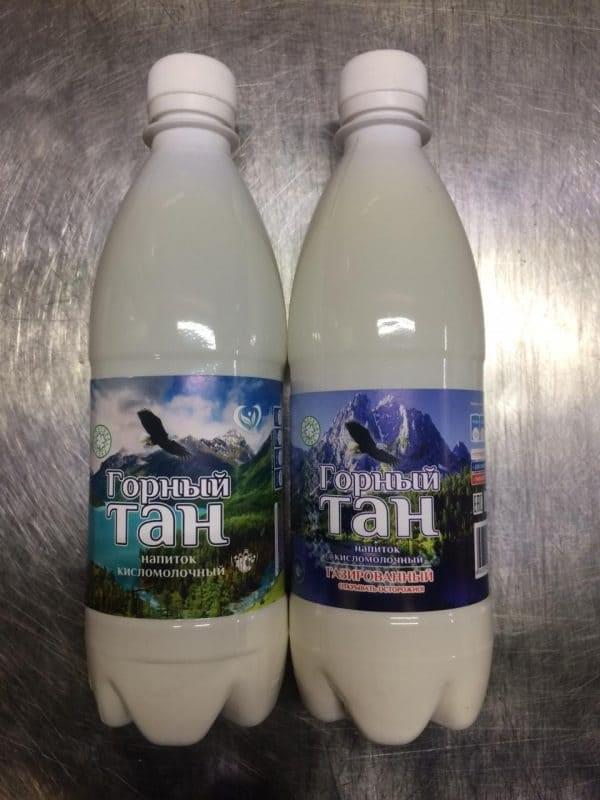 Горный
тан
напиток
кисломолочный
Горный
тан
напиток
кисломолочный
ГАЗИРОВАННЫЙ
ОТКРЫВАТЬ ОСТОРОЖНО!